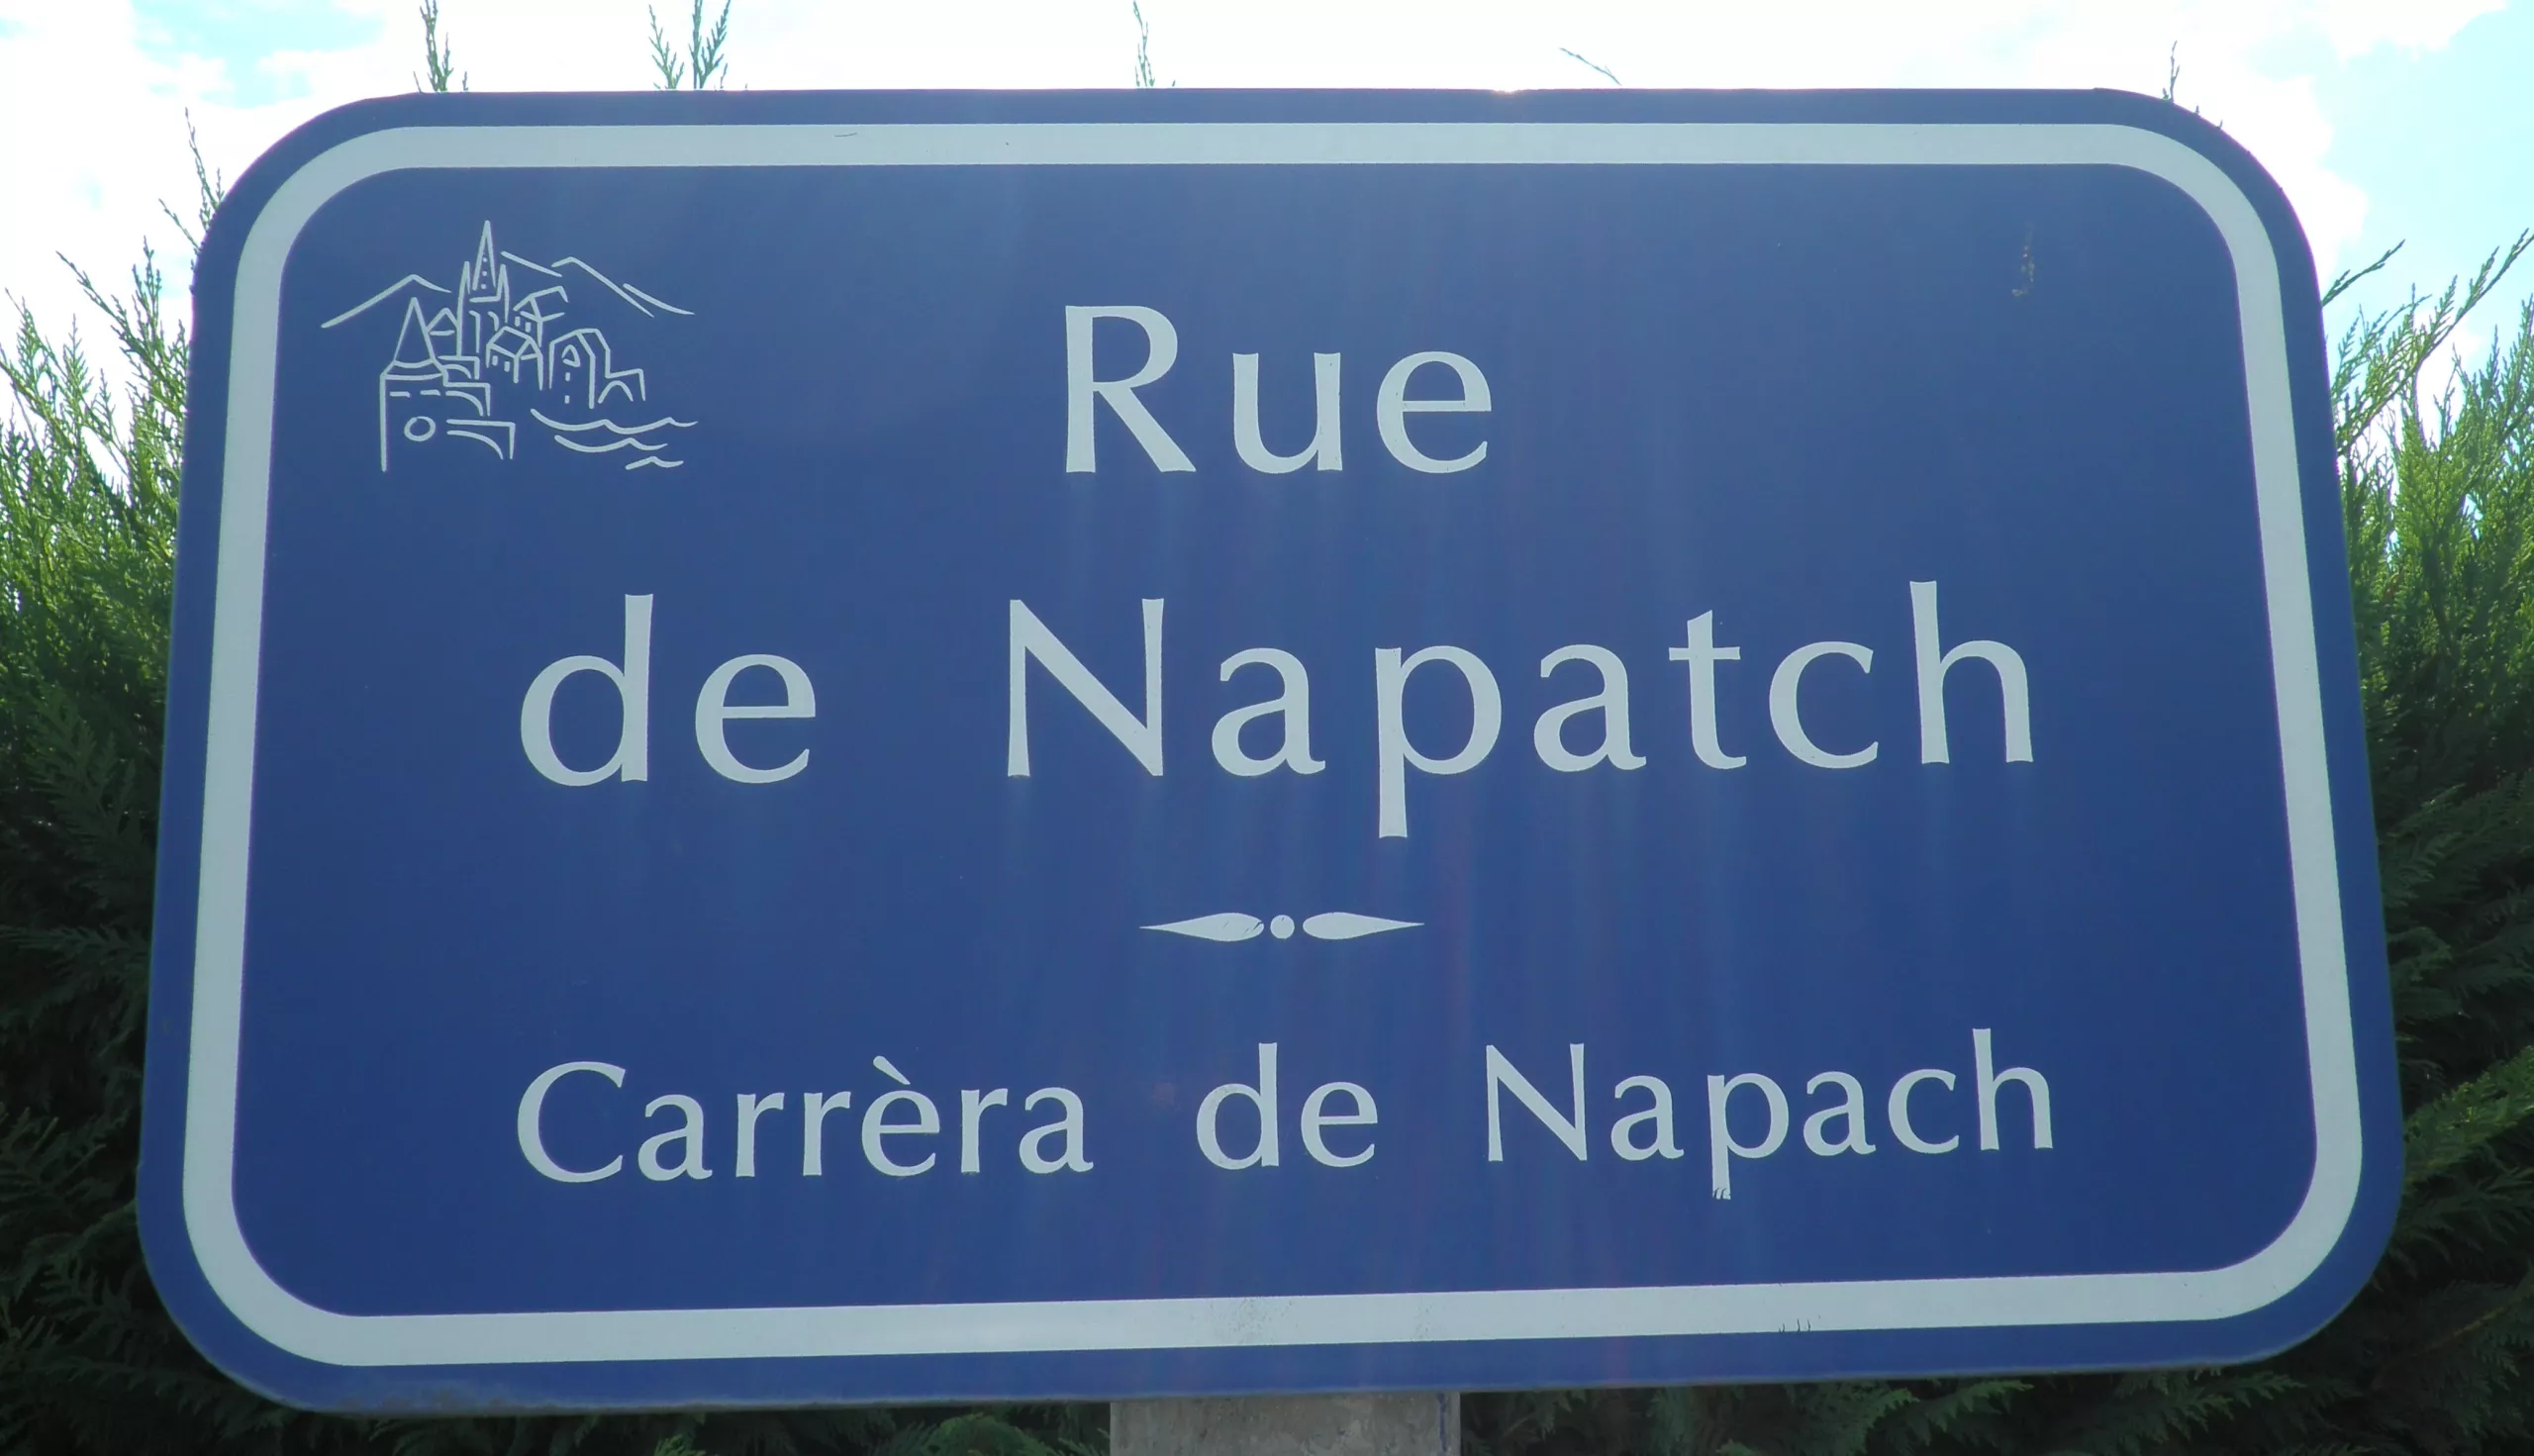 Rue
de Napatch
Carrèra de Napach